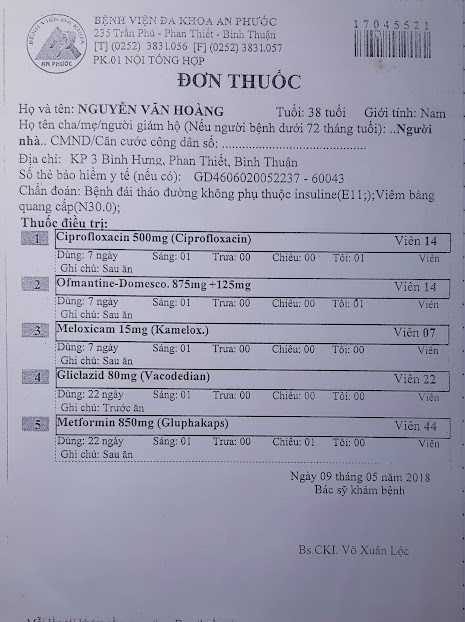 BỆNH VIỆN ĐA KHOA AN PHƯỚC
235 Trần Phú - Phan Thiết - Bình Thuận
[T] (0252) 3831.056 [F] (0252) 3831.057
PK.01 NỘI TỔNG HỢP
BỆNH VIỆN ĐA KHOA
AN PHƯỚC
17045521
ĐƠN THUỐC
Họ và tên: NGUYỄN VĂN HOÀNG Tuổi: 38 tuổi Giới tính: Nam
Họ tên cha/mẹ/người giám hộ (Nếu người bệnh dưới 72 tháng tuổi): ..Người
nhà.. CMND/Căn cước công dân số: ........................
Địa chỉ: KP 3 Bình Hưng, Phan Thiết, Bình Thuận
Số thẻ bảo hiểm y tế (nếu có): GD4606020052237 - 60043
Chẩn đoán: Bệnh đái tháo đường không phụ thuộc insuline(E11;);Viêm bàng
quang cấp(N30.0);
Thuốc điều trị:
1 Ciprofloxacin 500mg (Ciprofloxacin) Viên 14
Dùng: 7 ngày Sáng: 01 Trưa: 00 Chiều: 00 Tối: 01 Viên
Ghi chú: Sau ăn
2 Ofmantine-Domesco. 875mg +125mg Viên 14
Dùng: 7 ngày Sáng: 01 Trưa: 00 Chiều: 00 Tối: 01 Viên
Ghi chú: Sau ăn
3 Meloxicam 15mg (Kamelox.) Viên 07
Dùng: 7 ngày Sáng: 01 Trưa: 00 Chiều: 00 Tối: 00 Viên
Ghi chú: Sau ăn
4 Gliclazid 80mg (Vacodedian) Viên 22
Dùng: 22 ngày Sáng: 01 Trưa: 00 Chiều: 00 Tối: 00 Viên
Ghi chú: Trước ăn
5 Metformin 850mg (Gluphakaps) Viên 44
Dùng: 22 ngày Sáng: 01 Trưa: 00 Chiều: 01 Tối: 00 Viên
Ghi chú: Sau ăn
Ngày 09 tháng 05 năm 2018
Bác sỹ khám bệnh
Bs.CKI. Võ Xuân Lộc